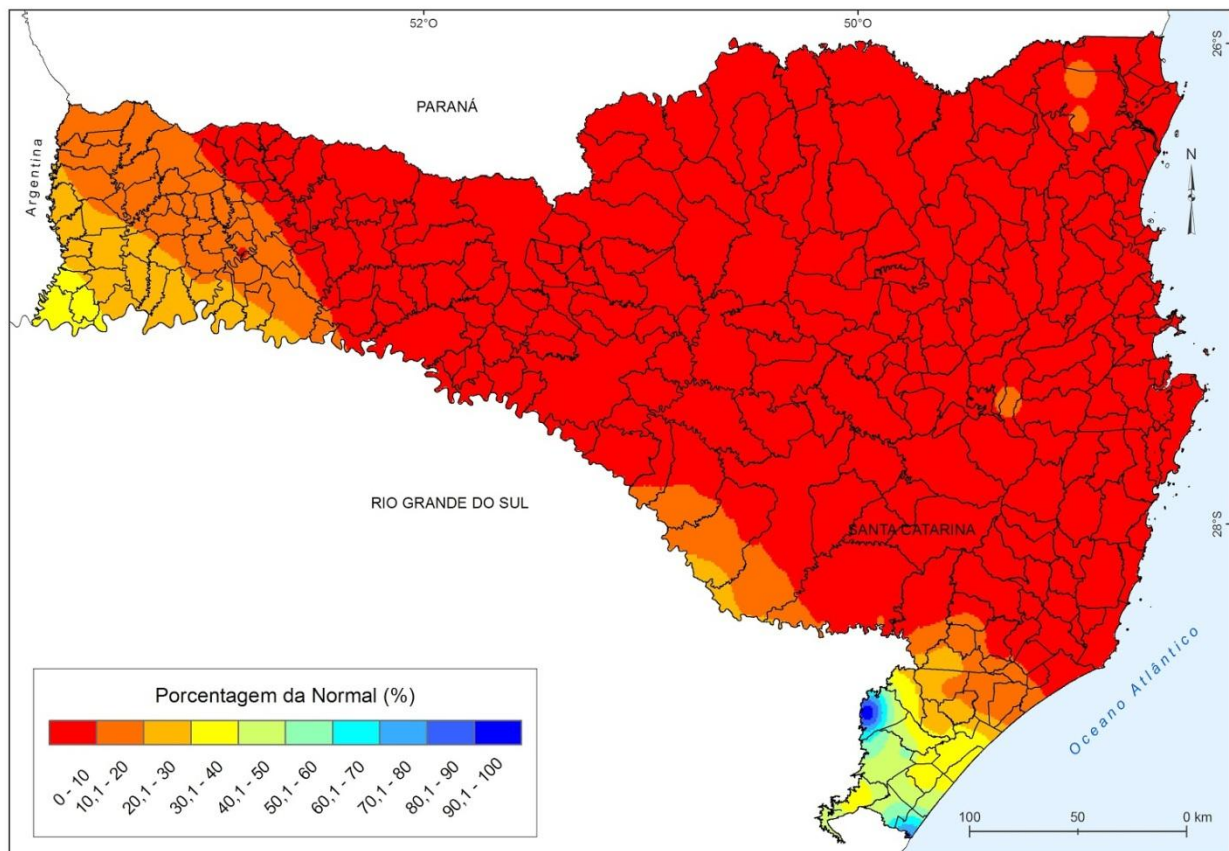 52°O
50°O
26°S
PARANÁ
Argentina
N
RIO GRANDE DO SUL
SANTA CATARINA
28°S
Oceano Atlântico
Porcentagem da Normal (%)
0 - 10
10,1 - 20
20,1 - 30
30,1 - 40
40,1 - 50
50,1 - 60
60,1 - 70
70,1 - 80
80,1 - 90
90,1 - 100
100 50 0 km